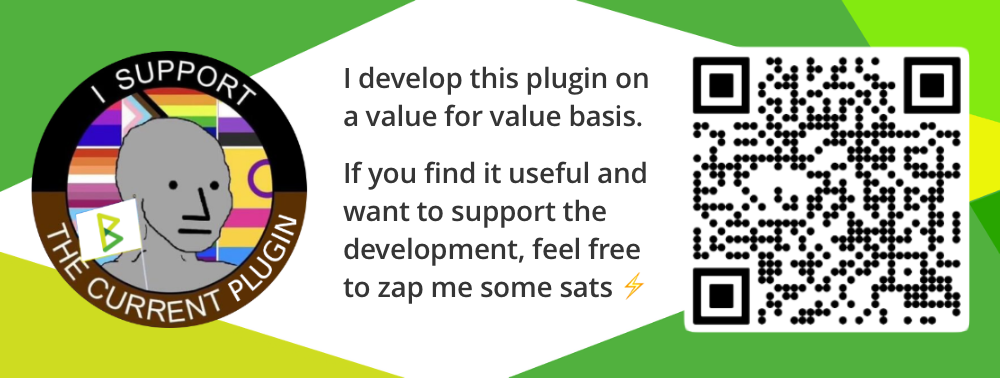 I SUPPORT
THE CURRENT PLUGIN
I develop this plugin on
a value for value basis.
If you find it useful and
want to support the
development, feel free
to zap me some sats ⚡